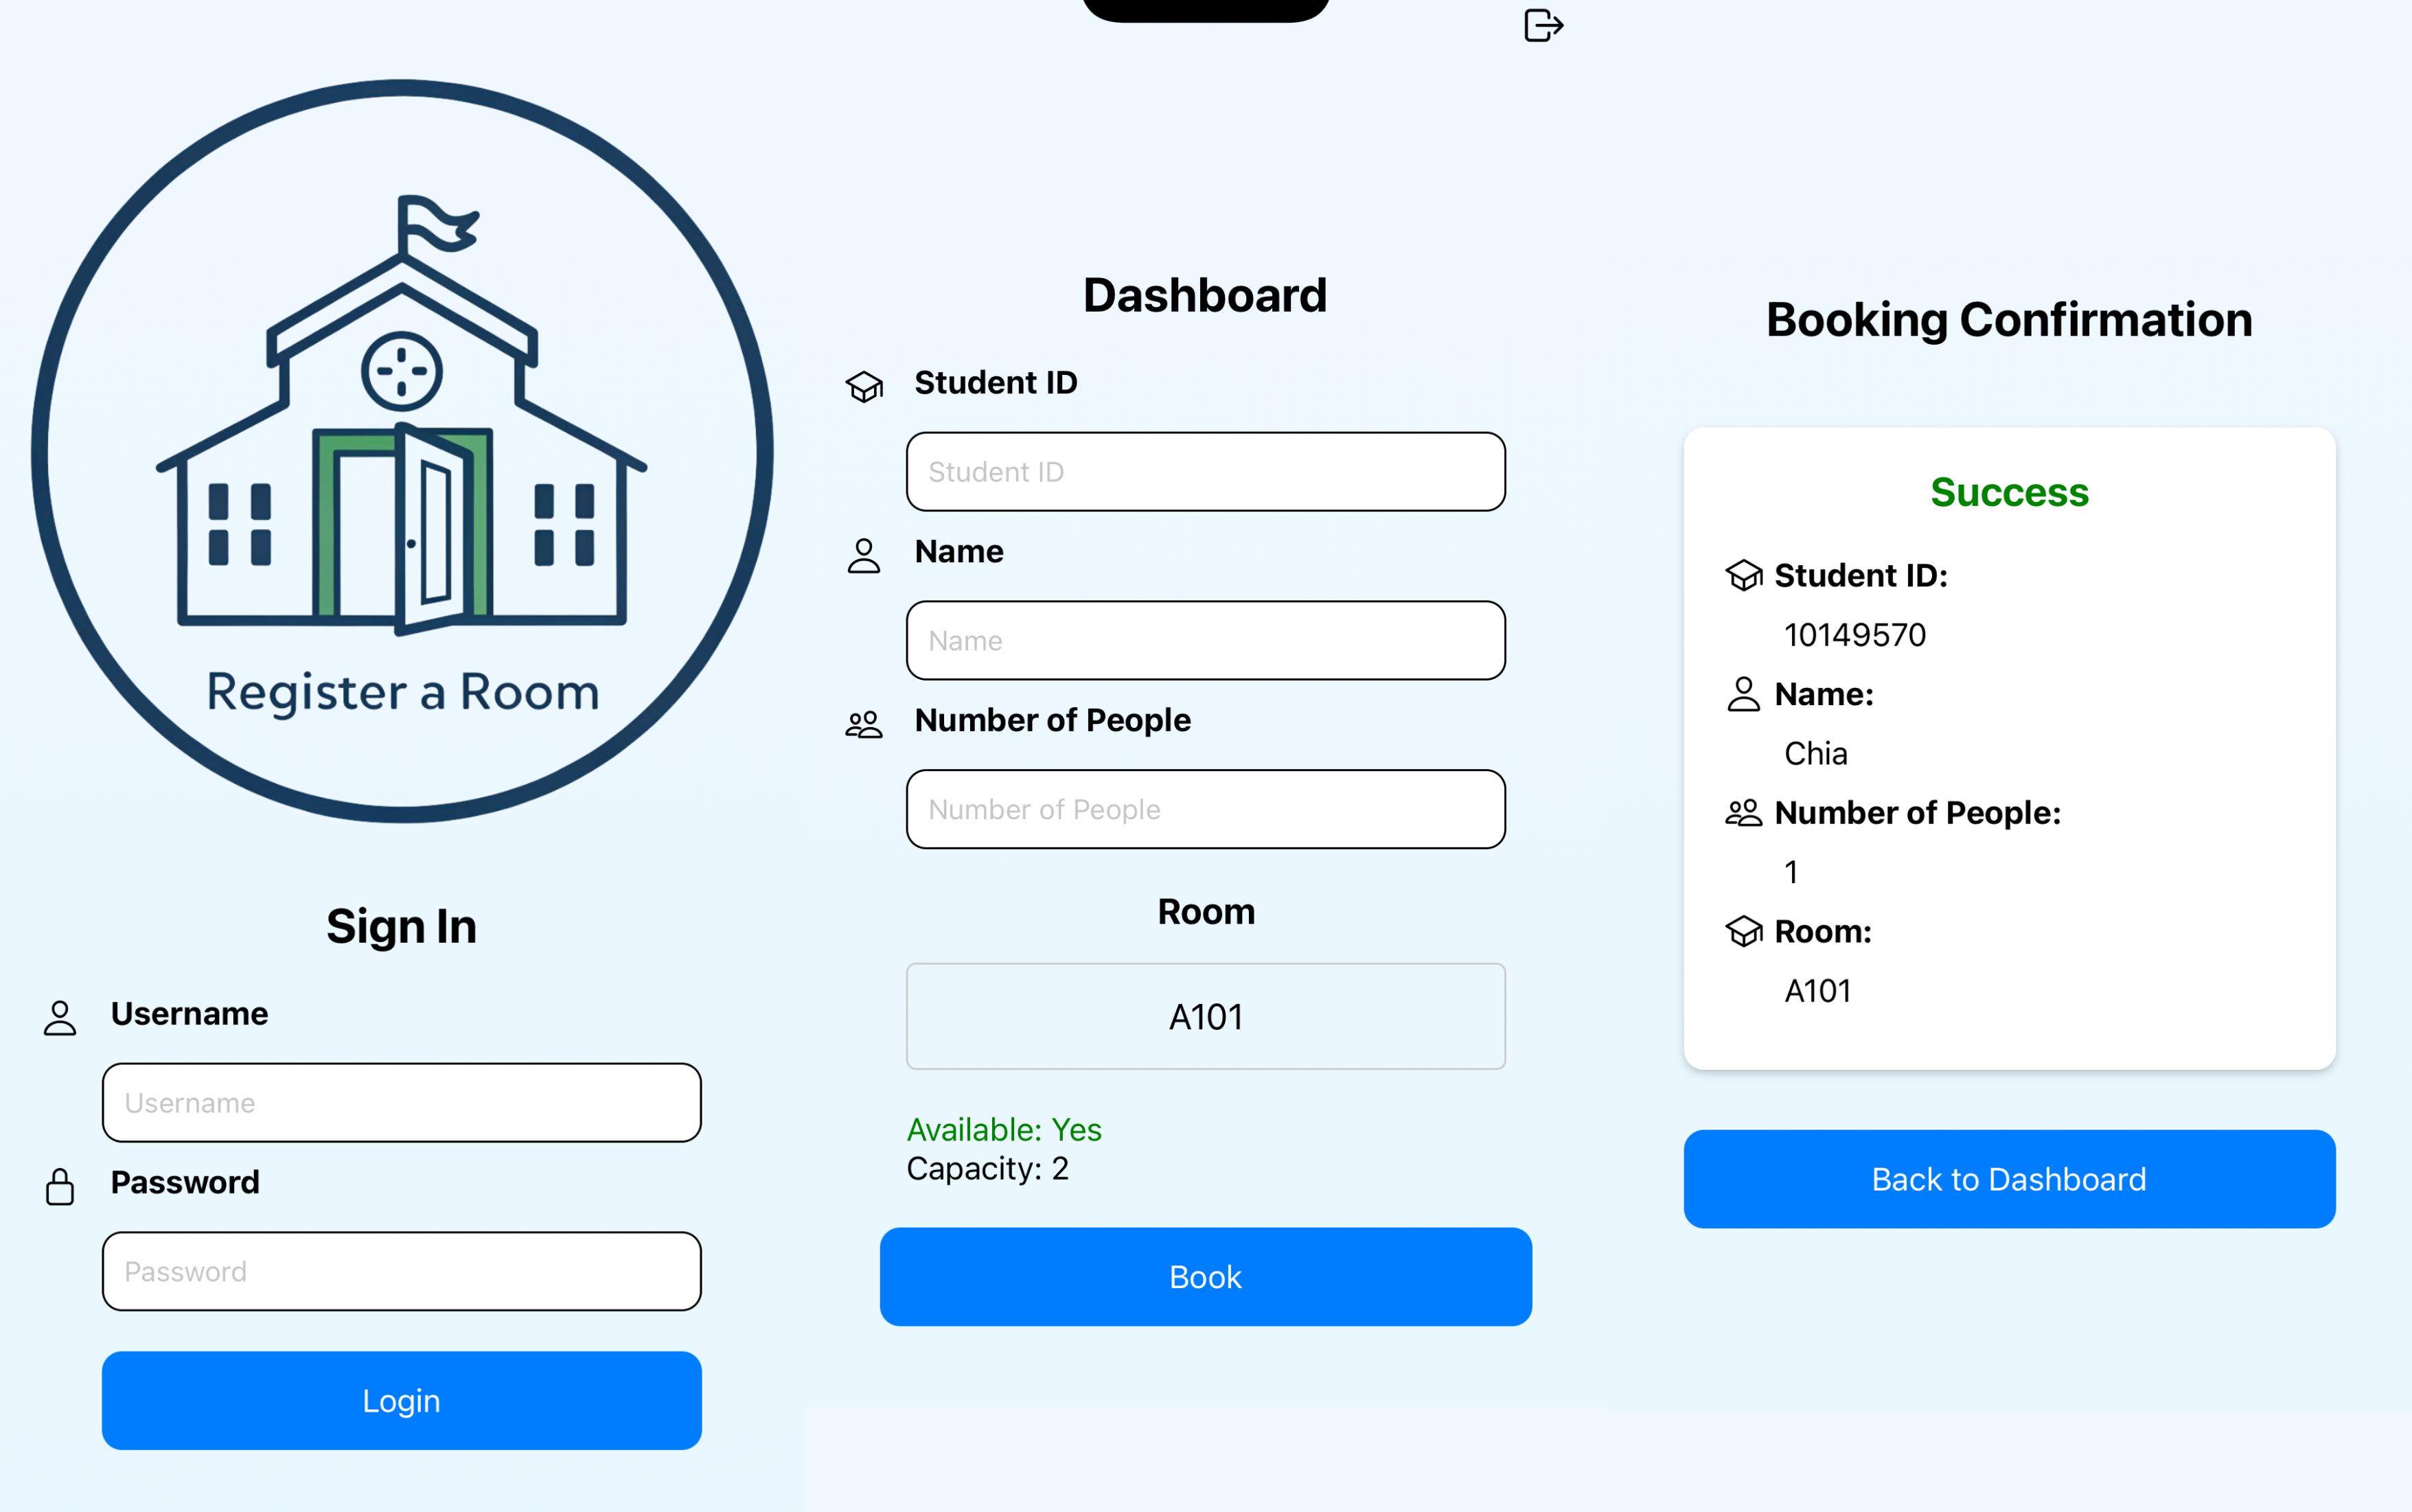 Register a Room
Sign In
Username
Username
Password
Password
Login
Dashboard
Student ID
Student ID
Name
Name
Number of People
Number of People
Room
A101
Available: Yes
Capacity: 2
Book
Booking Confirmation
Success
Student ID:
10149570
Name:
Chia
Number of People:
1
Room:
A101
Back to Dashboard